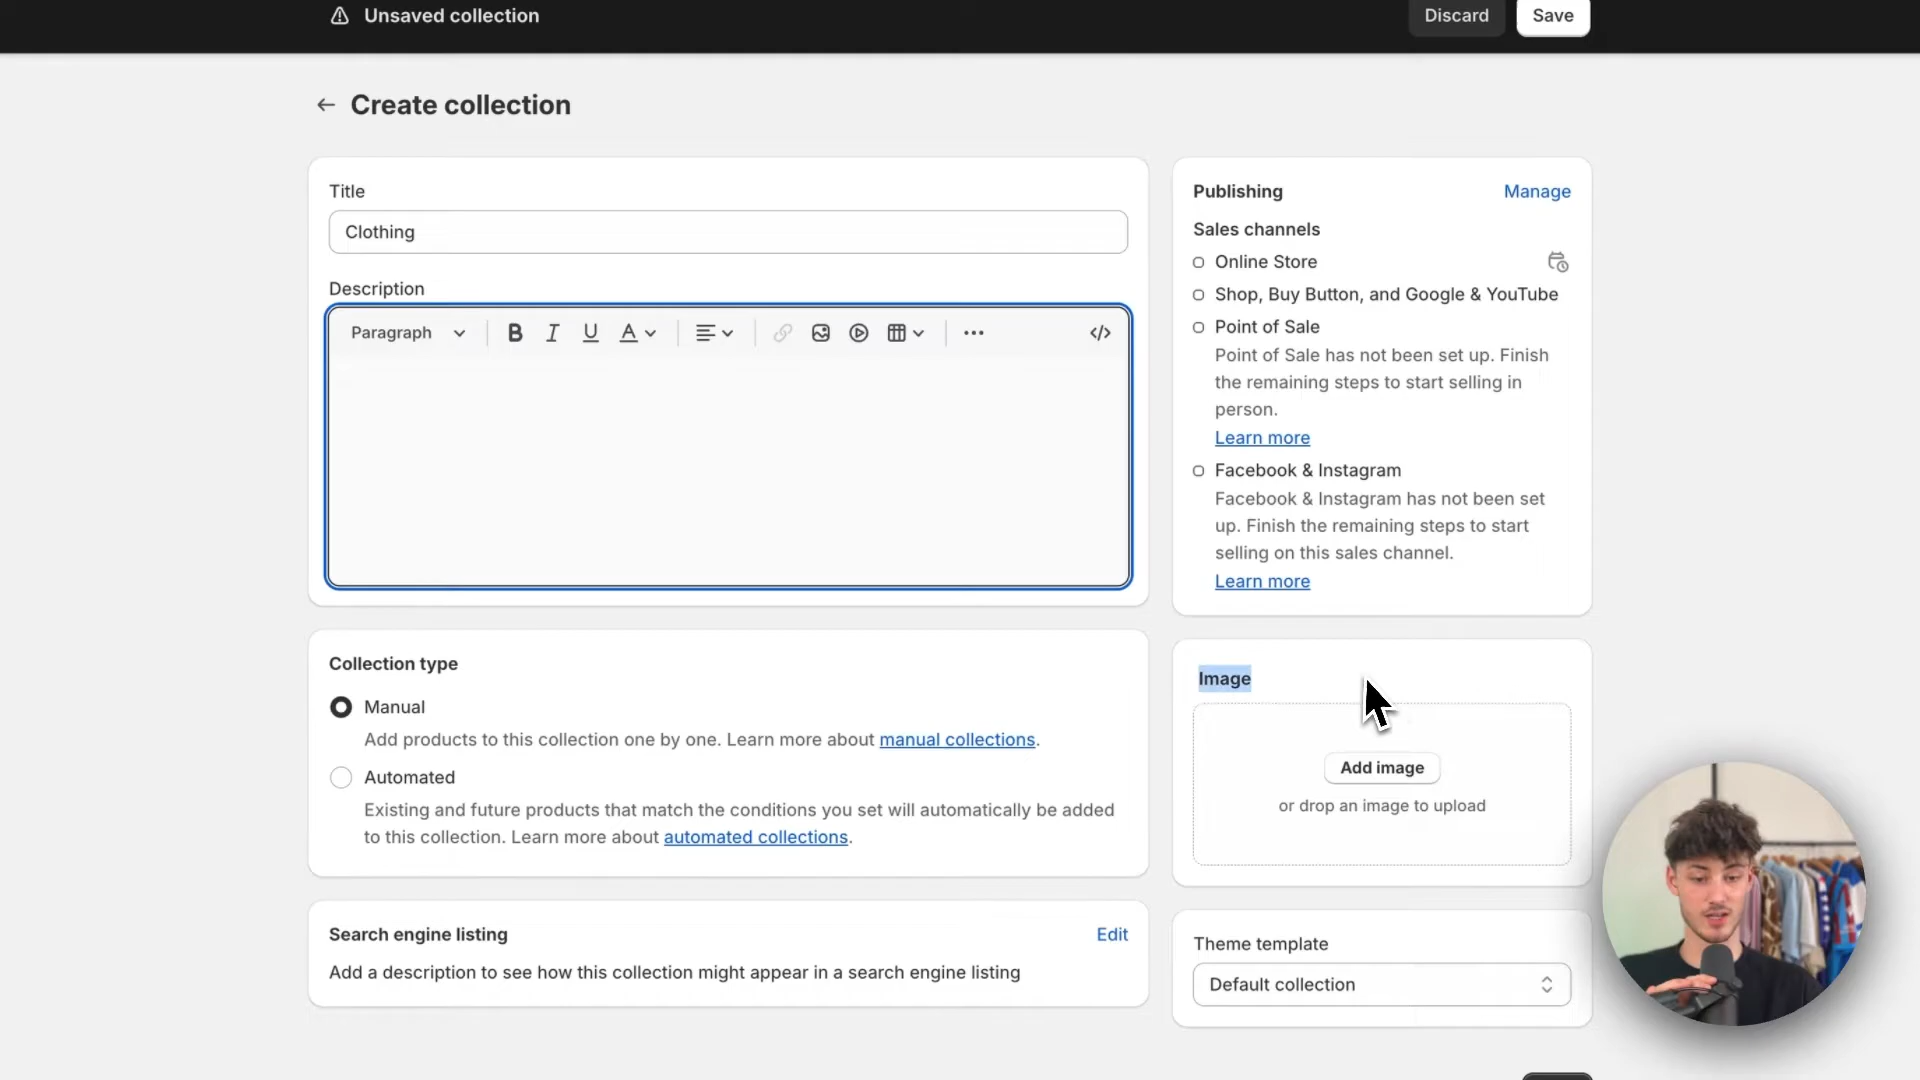 Unsaved collection
Discard
Save
Create collection
Title
Clothing
Description
Paragraph
B I U A
Collection type
Manual
Add products to this collection one by one. Learn more about manual collections.
Automated
Existing and future products that match the conditions you set will automatically be added
to this collection. Learn more about automated collections.
Search engine listing
Edit
Add a description to see how this collection might appear in a search engine listing
Publishing
Manage
Sales channels
Online Store
Shop, Buy Button, and Google & YouTube
Point of Sale
Point of Sale has not been set up. Finish
the remaining steps to start selling in
person.
Learn more
Facebook & Instagram
Facebook & Instagram has not been set
up. Finish the remaining steps to start
selling on this sales channel.
Learn more
Image
Add image
or drop an image to upload
Theme template
Default collection